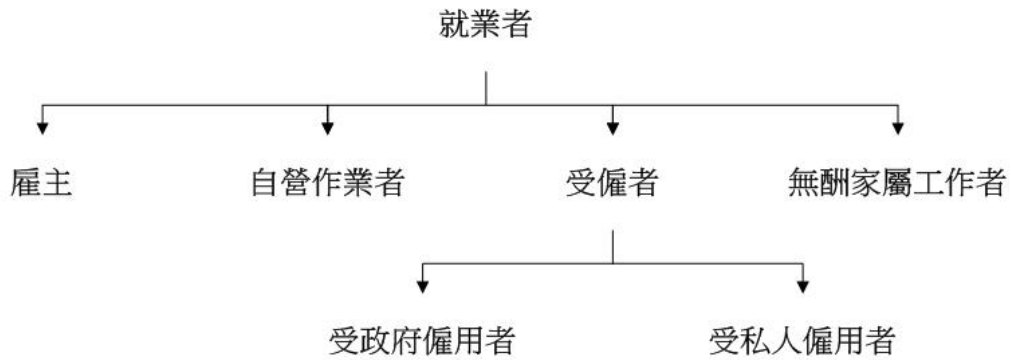 就業者
雇主
自營作業者
受僱者
無酬家屬工作者
受政府僱用者
受私人僱用者